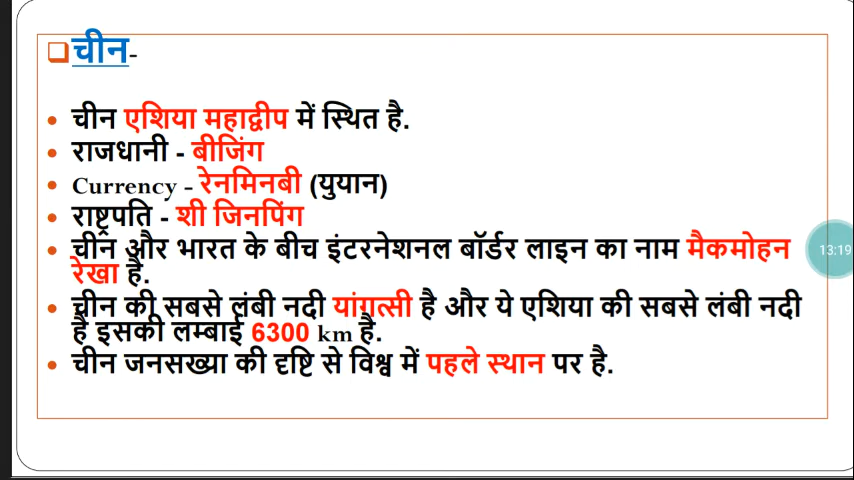 चीन-
चीन एशिया महाद्वीप में स्थित है.
राजधानी - बीजिंग
Currency – रेनमिनबी (युयान)
राष्ट्रपति - शी जिनपिंग
चीन और भारत के बीच इंटरनेशनल बॉर्डर लाइन का नाम मैकमोहन
रेखा है.
13:19
चीन की सबसे लंबी नदी यांगत्सी है और ये एशिया की सबसे लंबी नदी
है इसकी लम्बाई 6300 km है.
चीन जनसख्या की दृष्टि से विश्व में पहले स्थान पर है.